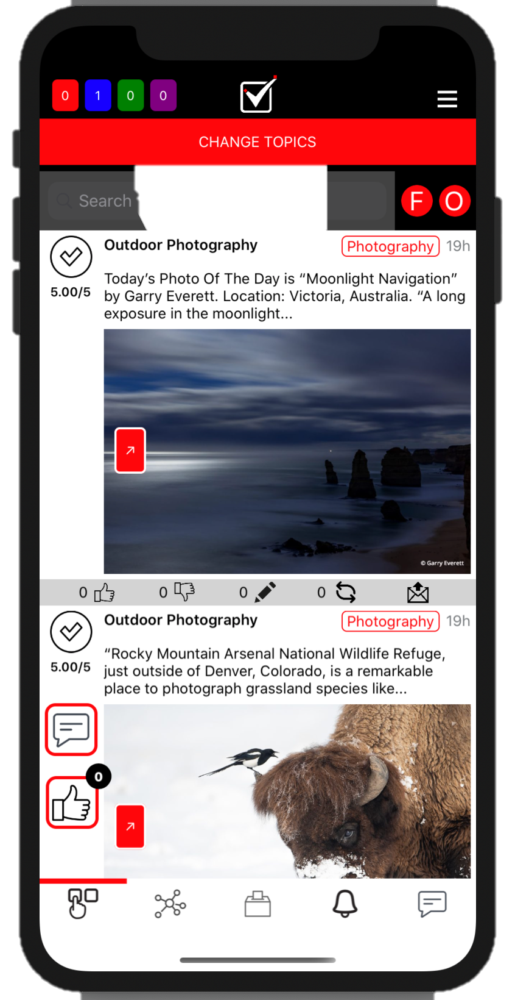 0 1 0 0
CHANGE TOPICS
Search
F O
Outdoor Photography Photography 19h
5.00/5
Today’s Photo Of The Day is “Moonlight Navigation”
by Garry Everett. Location: Victoria, Australia. “A long
exposure in the moonlight...
© Garry Everett
0 0 0 0
Outdoor Photography Photography 19h
5.00/5
“Rocky Mountain Arsenal National Wildlife Refuge,
just outside of Denver, Colorado, is a remarkable
place to photograph grassland species like...
0